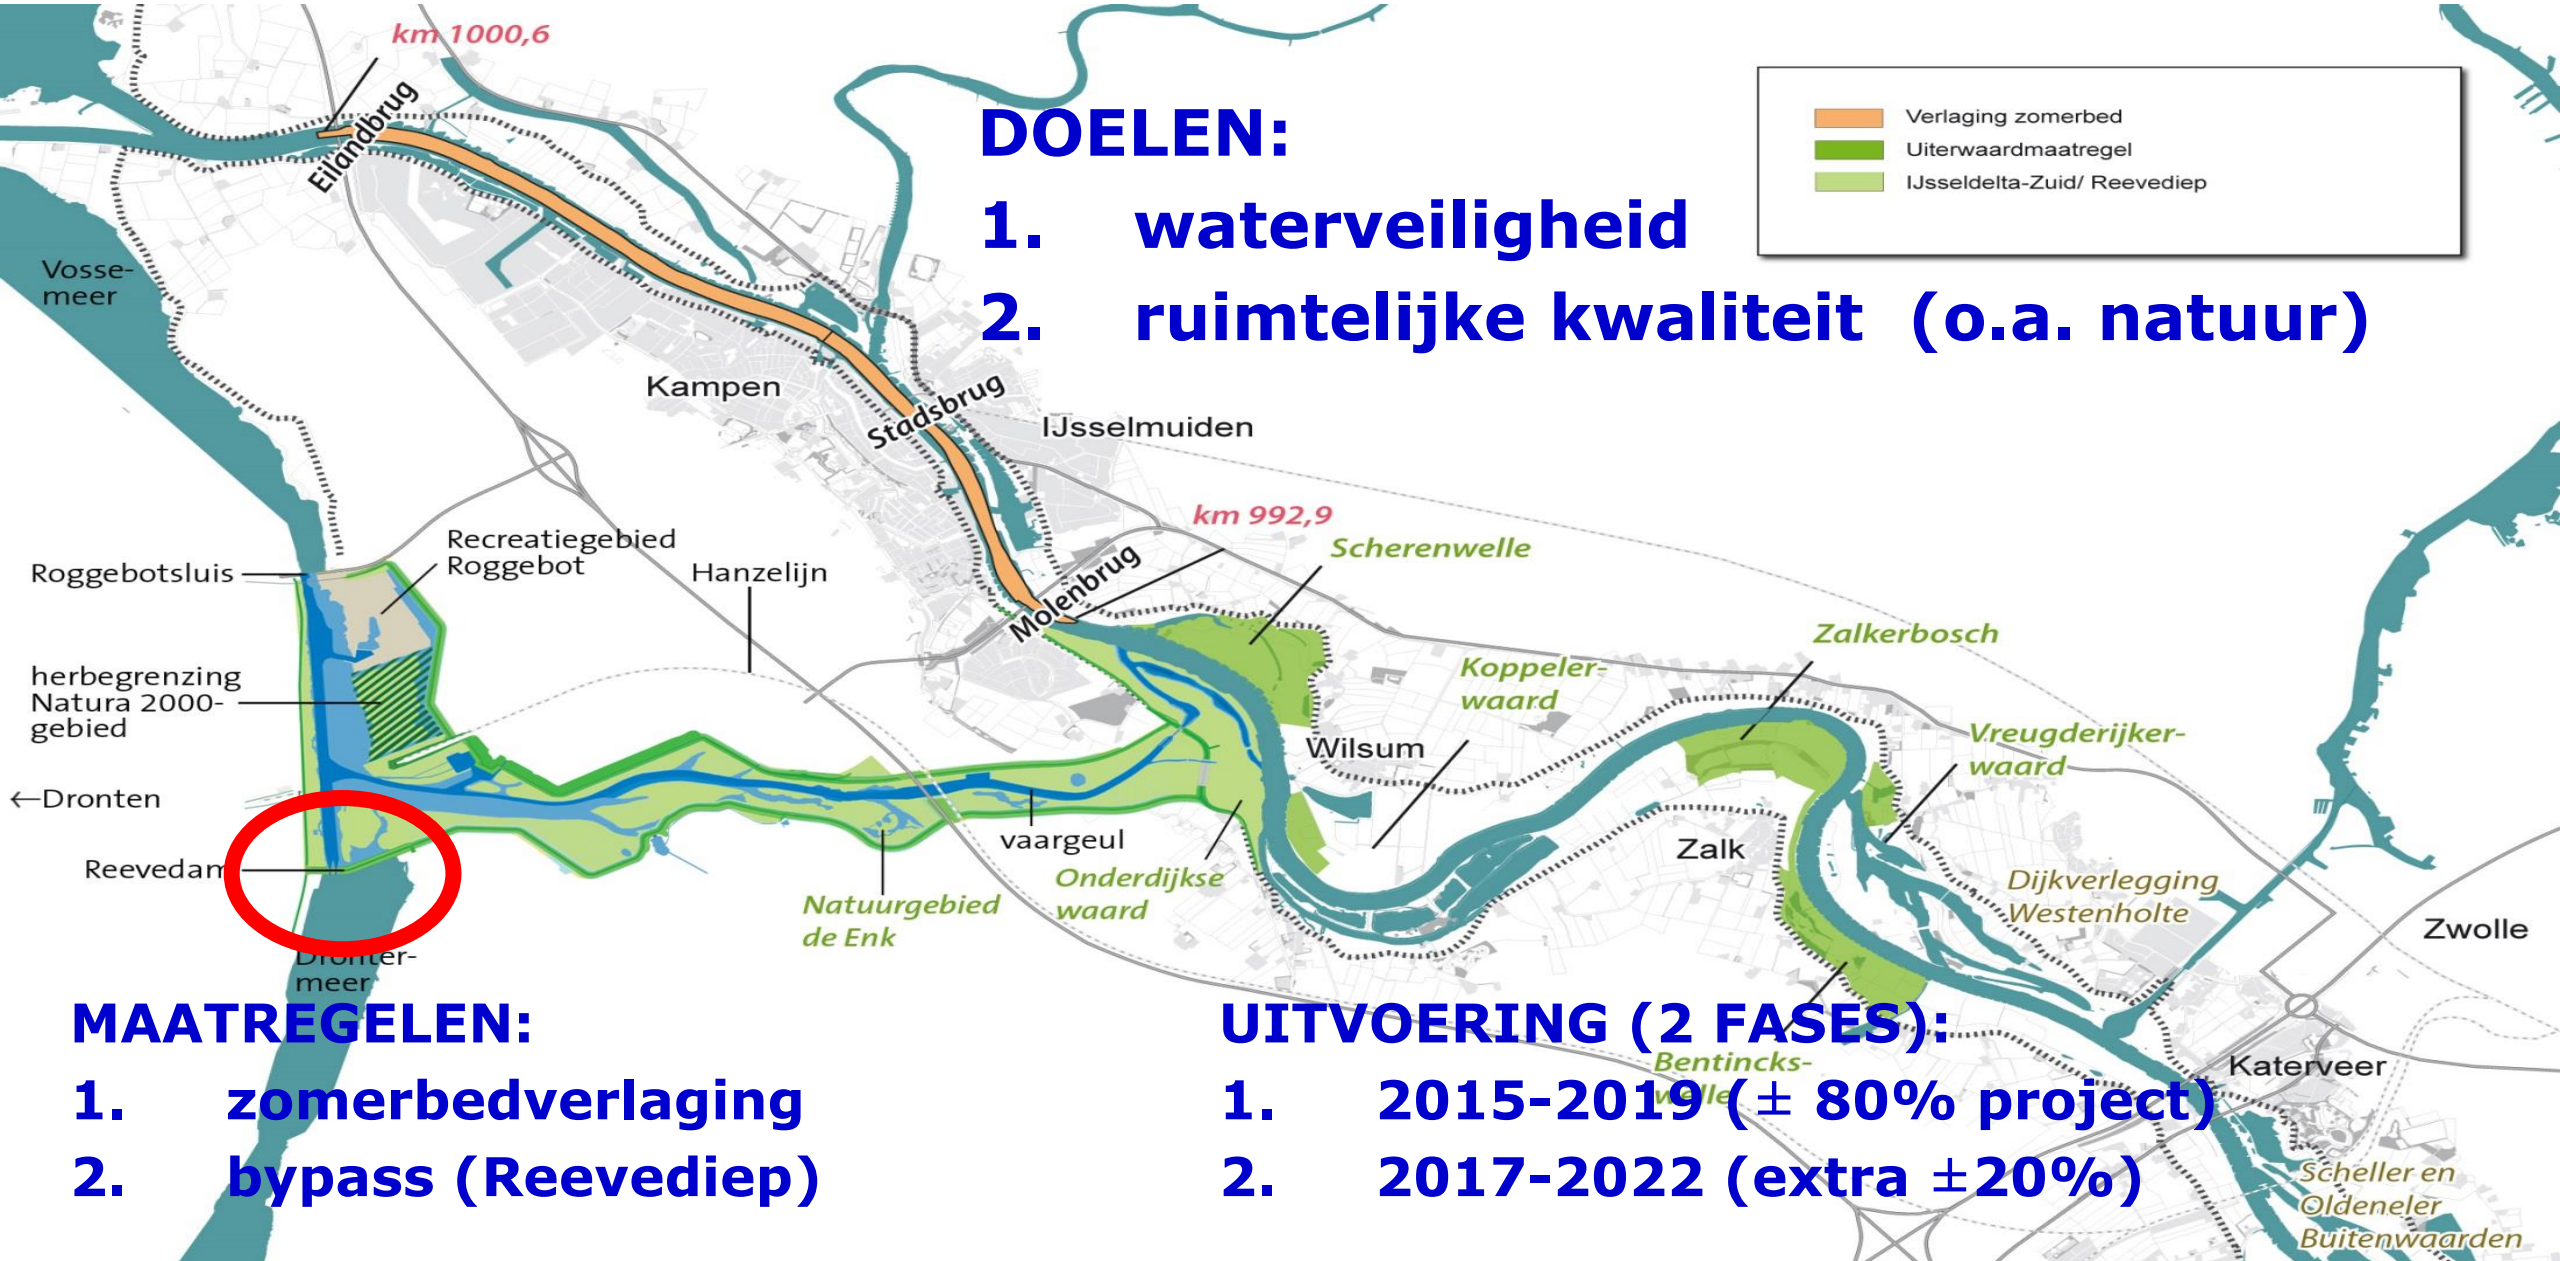 km 1000,6
Eilandbrug
DOELEN:
1. waterveiligheid
2. ruimtelijke kwaliteit (o.a. natuur)
Verlaging zomerbed
Uiterwaardmaatregel
IJsseldelta-Zuid/ Reevediep
Vosse-
meer
Kampen
Stadsbrug
IJsselmuiden
km 992,9
Molenbrug
Scherenwelle
Roggebotsluis
Recreatiegebied
Roggebot
Hanzelijn
Zalkerbosch
herbegrenzing
Natura 2000-
gebied
Koppeler-
waard
Wilsum
Vreugderijker-
waard
←Dronten
Reevedam
vaargeul
Zalk
Onderdijkse
waard
Natuurgebied
de Enk
Dijkverlegging
Westenholte
Zwolle
Dronter-
meer
MAATREGELEN:
1. zomerbedverlaging
2. bypass (Reevediep)
UITVOERING (2 FASES):
1. 2015-2019 (± 80% project)
2. 2017-2022 (extra ±20%)
Bentincks-
welle
Katerveer
Scheller en
Oldeneler
Buitenwaarden